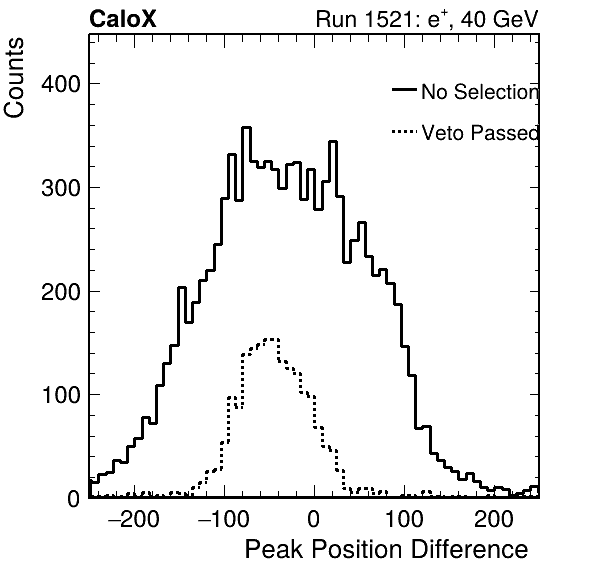 CaloX Run 1521: e+, 40 GeV
Counts
400
300
200
100
0
No Selection
Veto Passed
−200 −100 0 100 200
Peak Position Difference